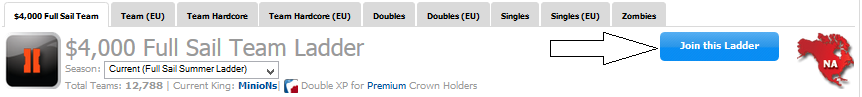 $4,000 Full Sail Team Team (EU) Team Hardcore Team Hardcore (EU) Doubles Doubles (EU) Singles Singles (EU) Zombies
$4,000 Full Sail Team Ladder
Join this Ladder
Season: Current (Full Sail Summer Ladder)
NA
Total Teams: 12,788 | Current King: MinioNs| Double XP for Premium Crown Holders